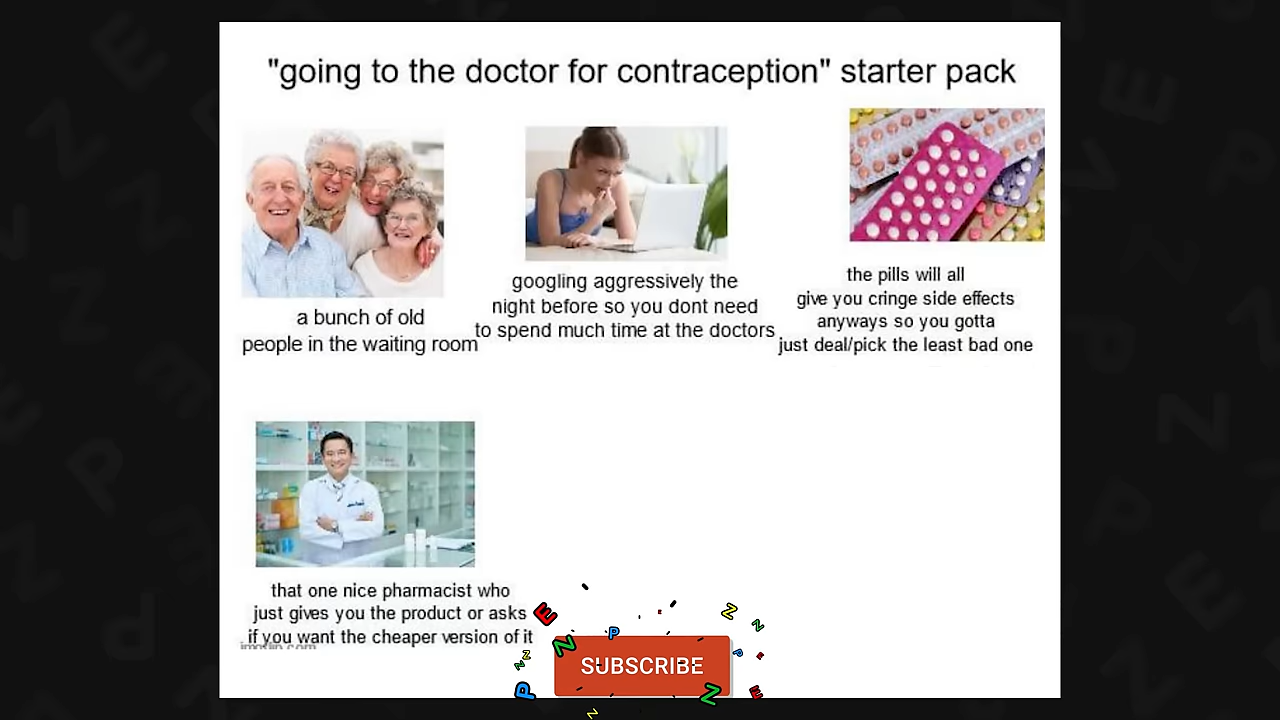 "going to the doctor for contraception" starter pack
a bunch of old
people in the waiting room
googling aggressively the
night before so you dont need
to spend much time at the doctors
the pills will all
give you cringe side effects
anyways so you gotta
just deal/pick the least bad one
that one nice pharmacist who
just gives you the product or asks
if you want the cheaper version of it
imgflip.com
SUBSCRIBE